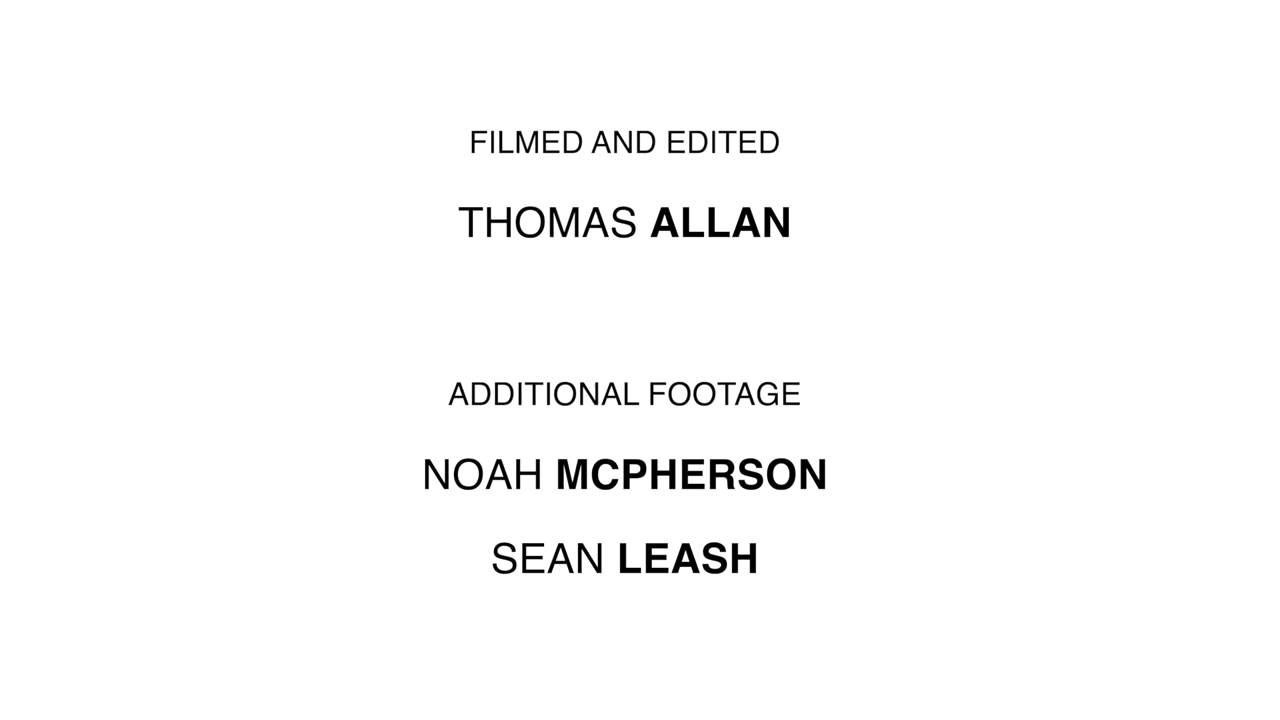 FILMED AND EDITED
THOMAS ALLAN
ADDITIONAL FOOTAGE
NOAH MCPHERSON
SEAN LEASH